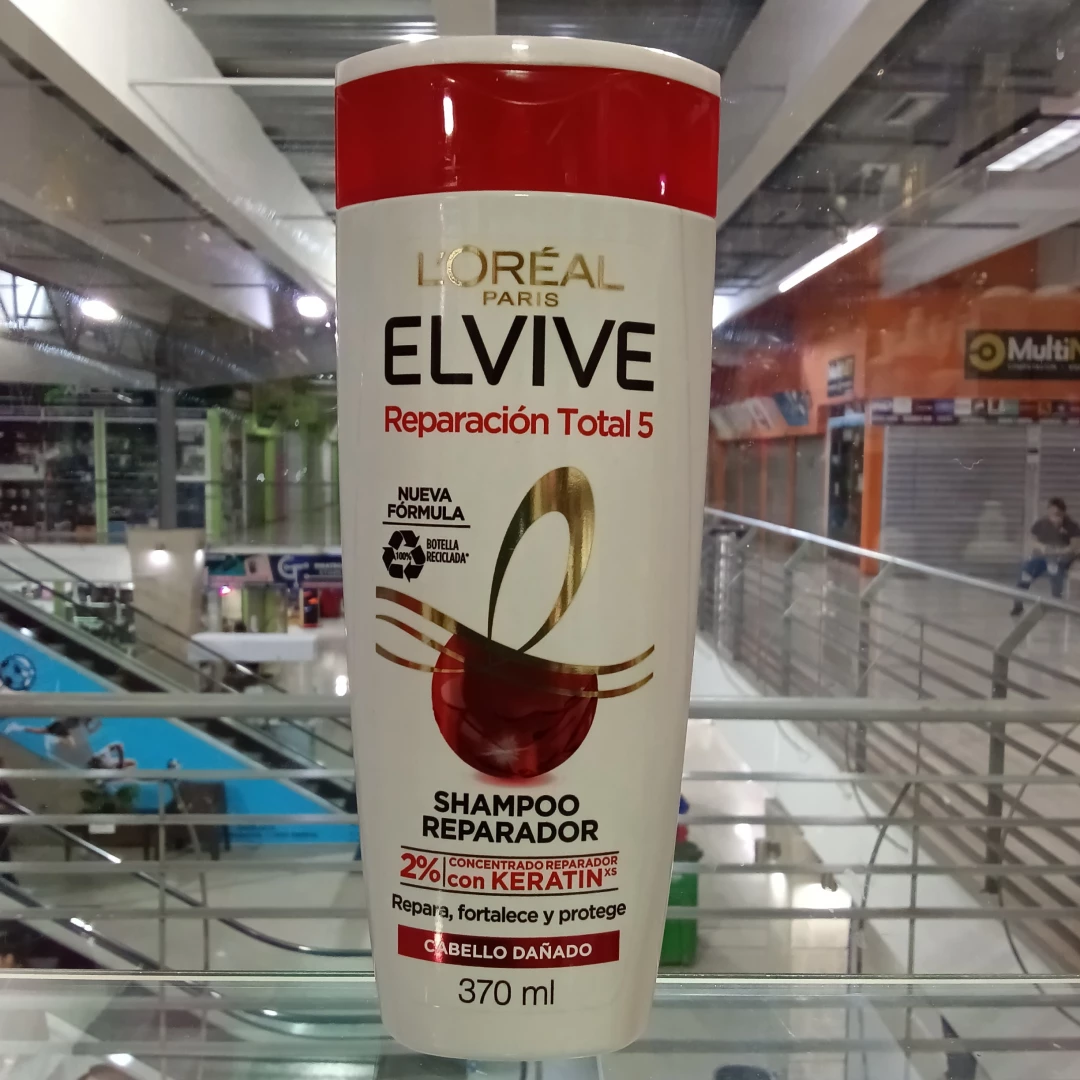 L'ORÉAL
PARIS
ELVIVE
Reparación Total 5
NUEVA
FÓRMULA
100%
BOTELLA
RECICLADA*
SHAMPOO
REPARADOR
2% CONCENTRADO REPARADOR
con KERATIN XS
Repara, fortalece y protege
CABELLO DAÑADO
370 ml